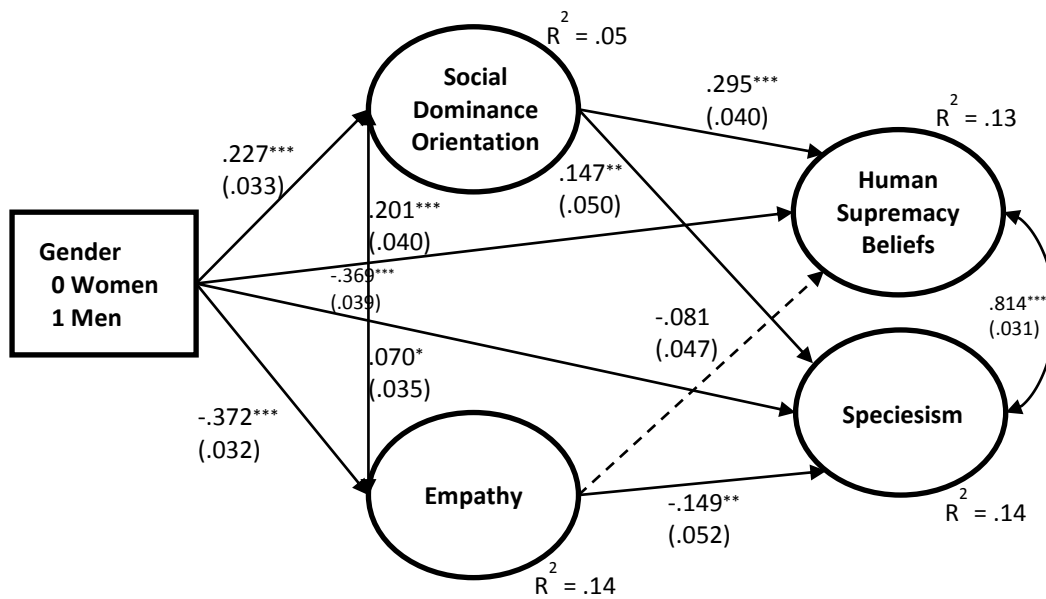 R² = .05
Social
Dominance
Orientation
.295***
(.040)
R² = .13
.227***
(.033)
.147**
(.050)
Human
Supremacy
Beliefs
.201***
(.040)
Gender
0 Women
1 Men
-.369***
(.039)
.814***
(.031)
-.081
(.047)
.070*
(.035)
-.372***
(.032)
Speciesism
Empathy
-.149**
(.052)
R² = .14
R² = .14